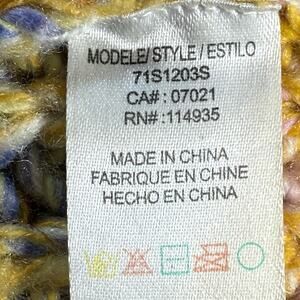 MODELE/ STYLE / ESTILO
71S1203S
CA# : 07021
RN# : 114935
MADE IN CHINA
FABRIQUE EN CHINE
HECHO EN CHINA